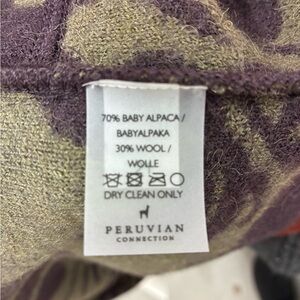 70% BABY ALPACA /
BABYALPAKA
30% WOOL /
WOLLE
DRY CLEAN ONLY
PERUVIAN
CONNECTION